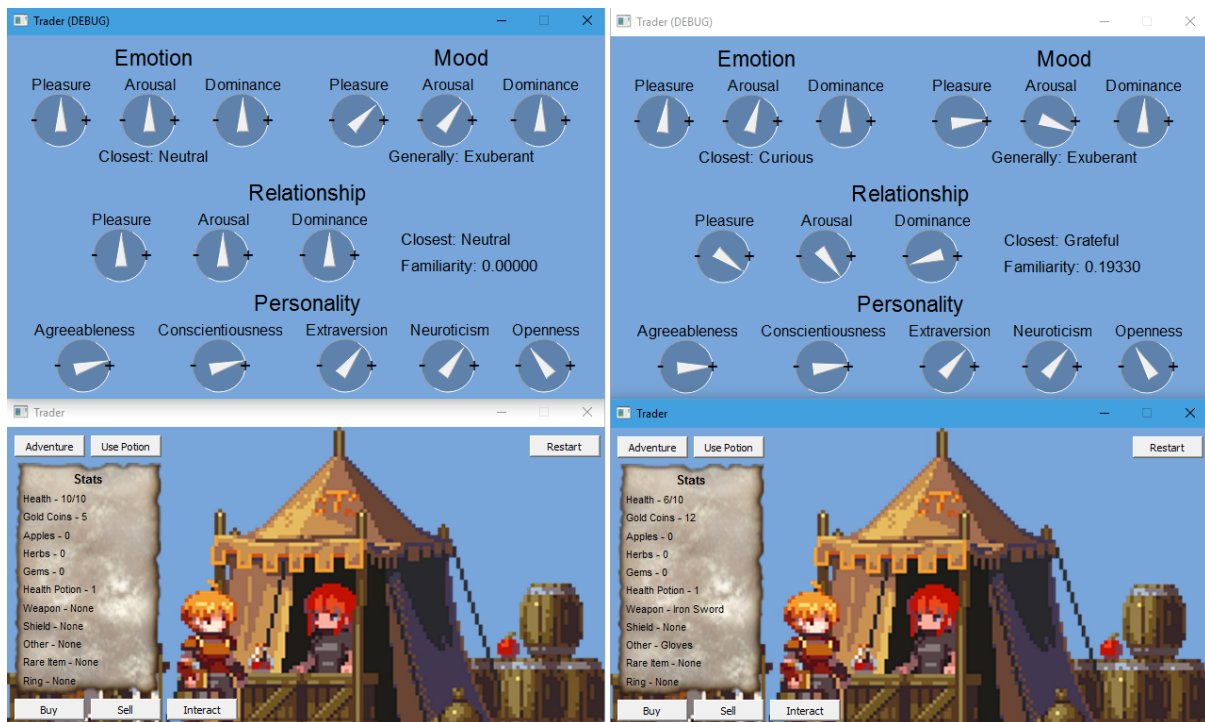 Trader (DEBUG)
Emotion Mood
Pleasure Arousal Dominance Pleasure Arousal Dominance
- + - + - + - + - + - +
Closest: Neutral Generally: Exuberant
Relationship
Pleasure Arousal Dominance
- + - + - +
Closest: Neutral
Familiarity: 0.00000
Personality
Agreeableness Conscientiousness Extraversion Neuroticism Openness
- + - + - + - + - +
Trader
Adventure Use Potion Restart
Stats
Health - 10/10
Gold Coins - 5
Apples - 0
Herbs - 0
Gems - 0
Health Potion - 1
Weapon - None
Shield - None
Other - None
Rare Item - None
Ring - None
Buy Sell Interact
Trader (DEBUG)
Emotion Mood
Pleasure Arousal Dominance Pleasure Arousal Dominance
- + - + - + - + - + - +
Closest: Curious Generally: Exuberant
Relationship
Pleasure Arousal Dominance
- + - + - +
Closest: Grateful
Familiarity: 0.19330
Personality
Agreeableness Conscientiousness Extraversion Neuroticism Openness
- + - + - + - + - +
Trader
Adventure Use Potion Restart
Stats
Health - 6/10
Gold Coins - 12
Apples - 0
Herbs - 0
Gems - 0
Health Potion - 1
Weapon - Iron Sword
Shield - None
Other - Gloves
Rare Item - None
Ring - None
Buy Sell Interact